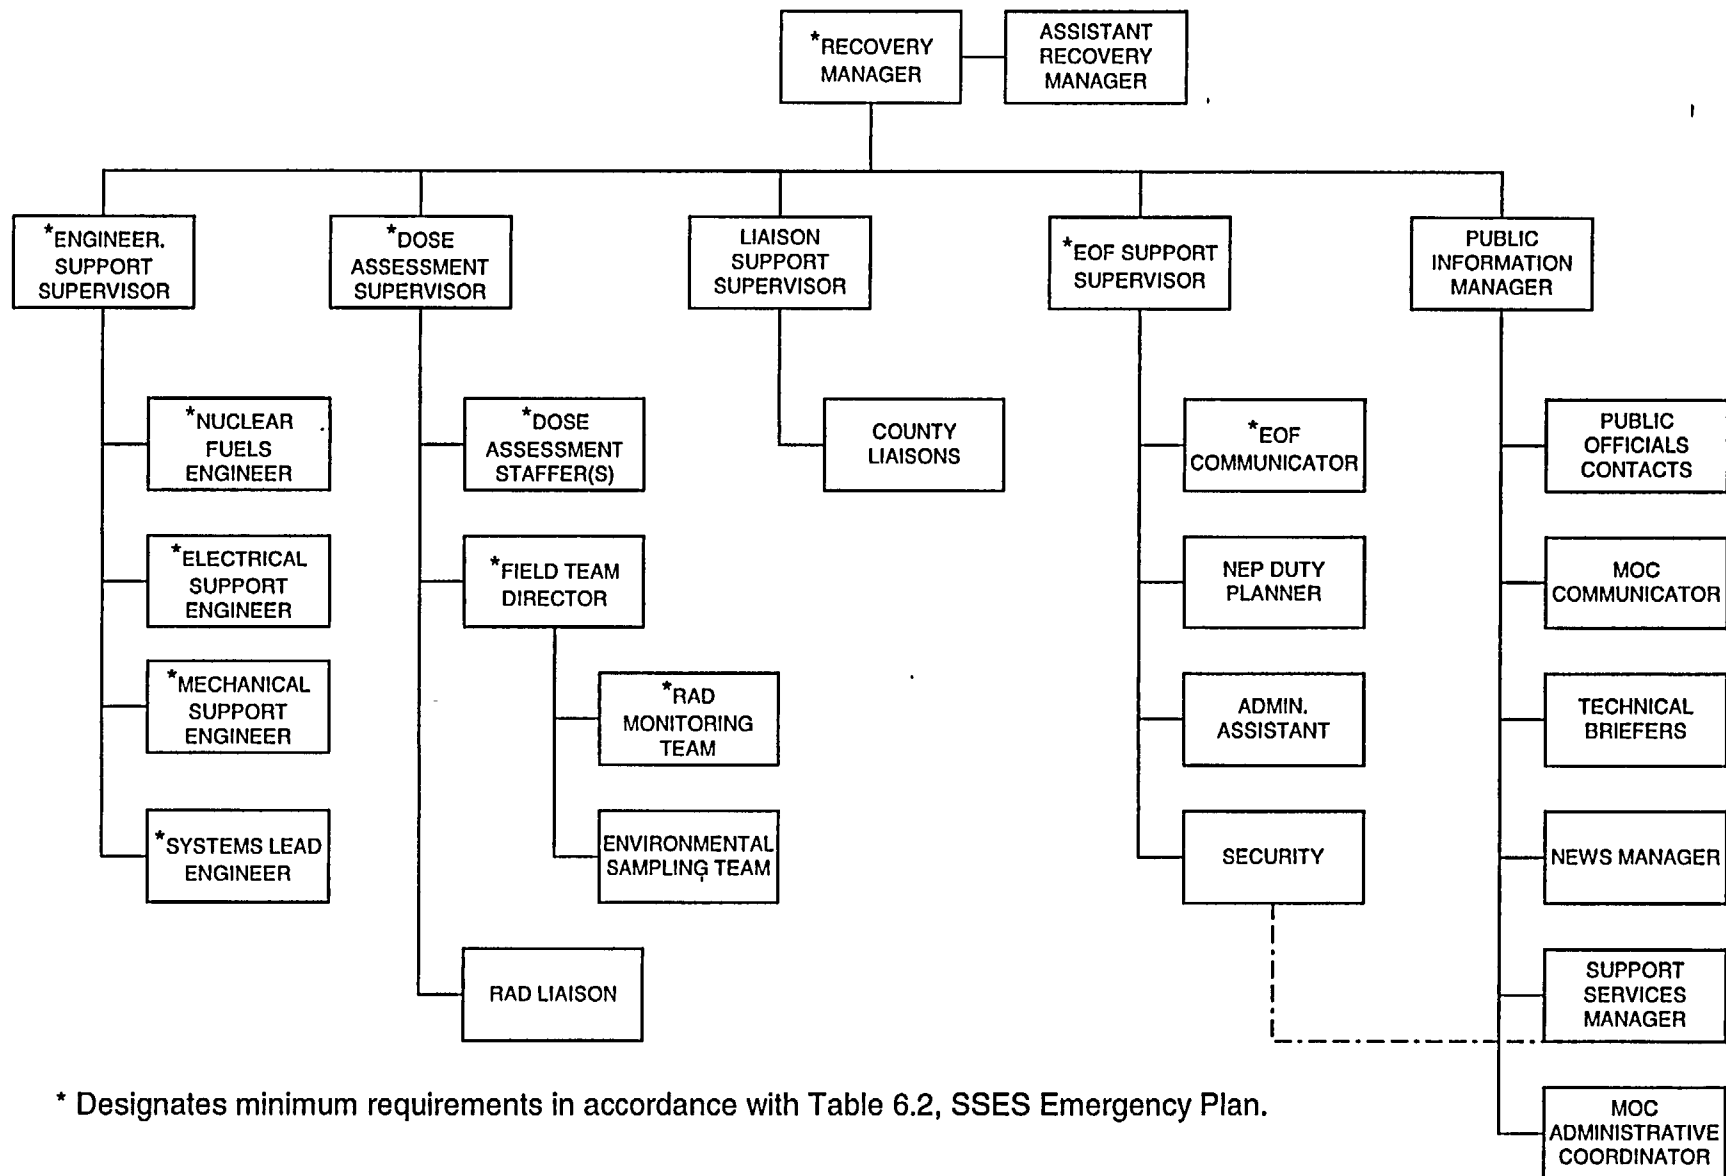 *RECOVERY
MANAGER
ASSISTANT
RECOVERY
MANAGER
*ENGINEER.
SUPPORT
SUPERVISOR
*DOSE
ASSESSMENT
SUPERVISOR
LIAISON
SUPPORT
SUPERVISOR
*EOF SUPPORT
SUPERVISOR
PUBLIC
INFORMATION
MANAGER
*NUCLEAR
FUELS
ENGINEER
*ELECTRICAL
SUPPORT
ENGINEER
*MECHANICAL
SUPPORT
ENGINEER
*SYSTEMS LEAD
ENGINEER
*DOSE
ASSESSMENT
STAFFER(S)
*FIELD TEAM
DIRECTOR
*RAD
MONITORING
TEAM
ENVIRONMENTAL
SAMPLING TEAM
RAD LIAISON
COUNTY
LIAISONS
*EOF
COMMUNICATOR
NEP DUTY
PLANNER
ADMIN.
ASSISTANT
SECURITY
PUBLIC
OFFICIALS
CONTACTS
MOC
COMMUNICATOR
TECHNICAL
BRIEFERS
NEWS MANAGER
SUPPORT
SERVICES
MANAGER
MOC
ADMINISTRATIVE
COORDINATOR
* Designates minimum requirements in accordance with Table 6.2, SSES Emergency Plan.